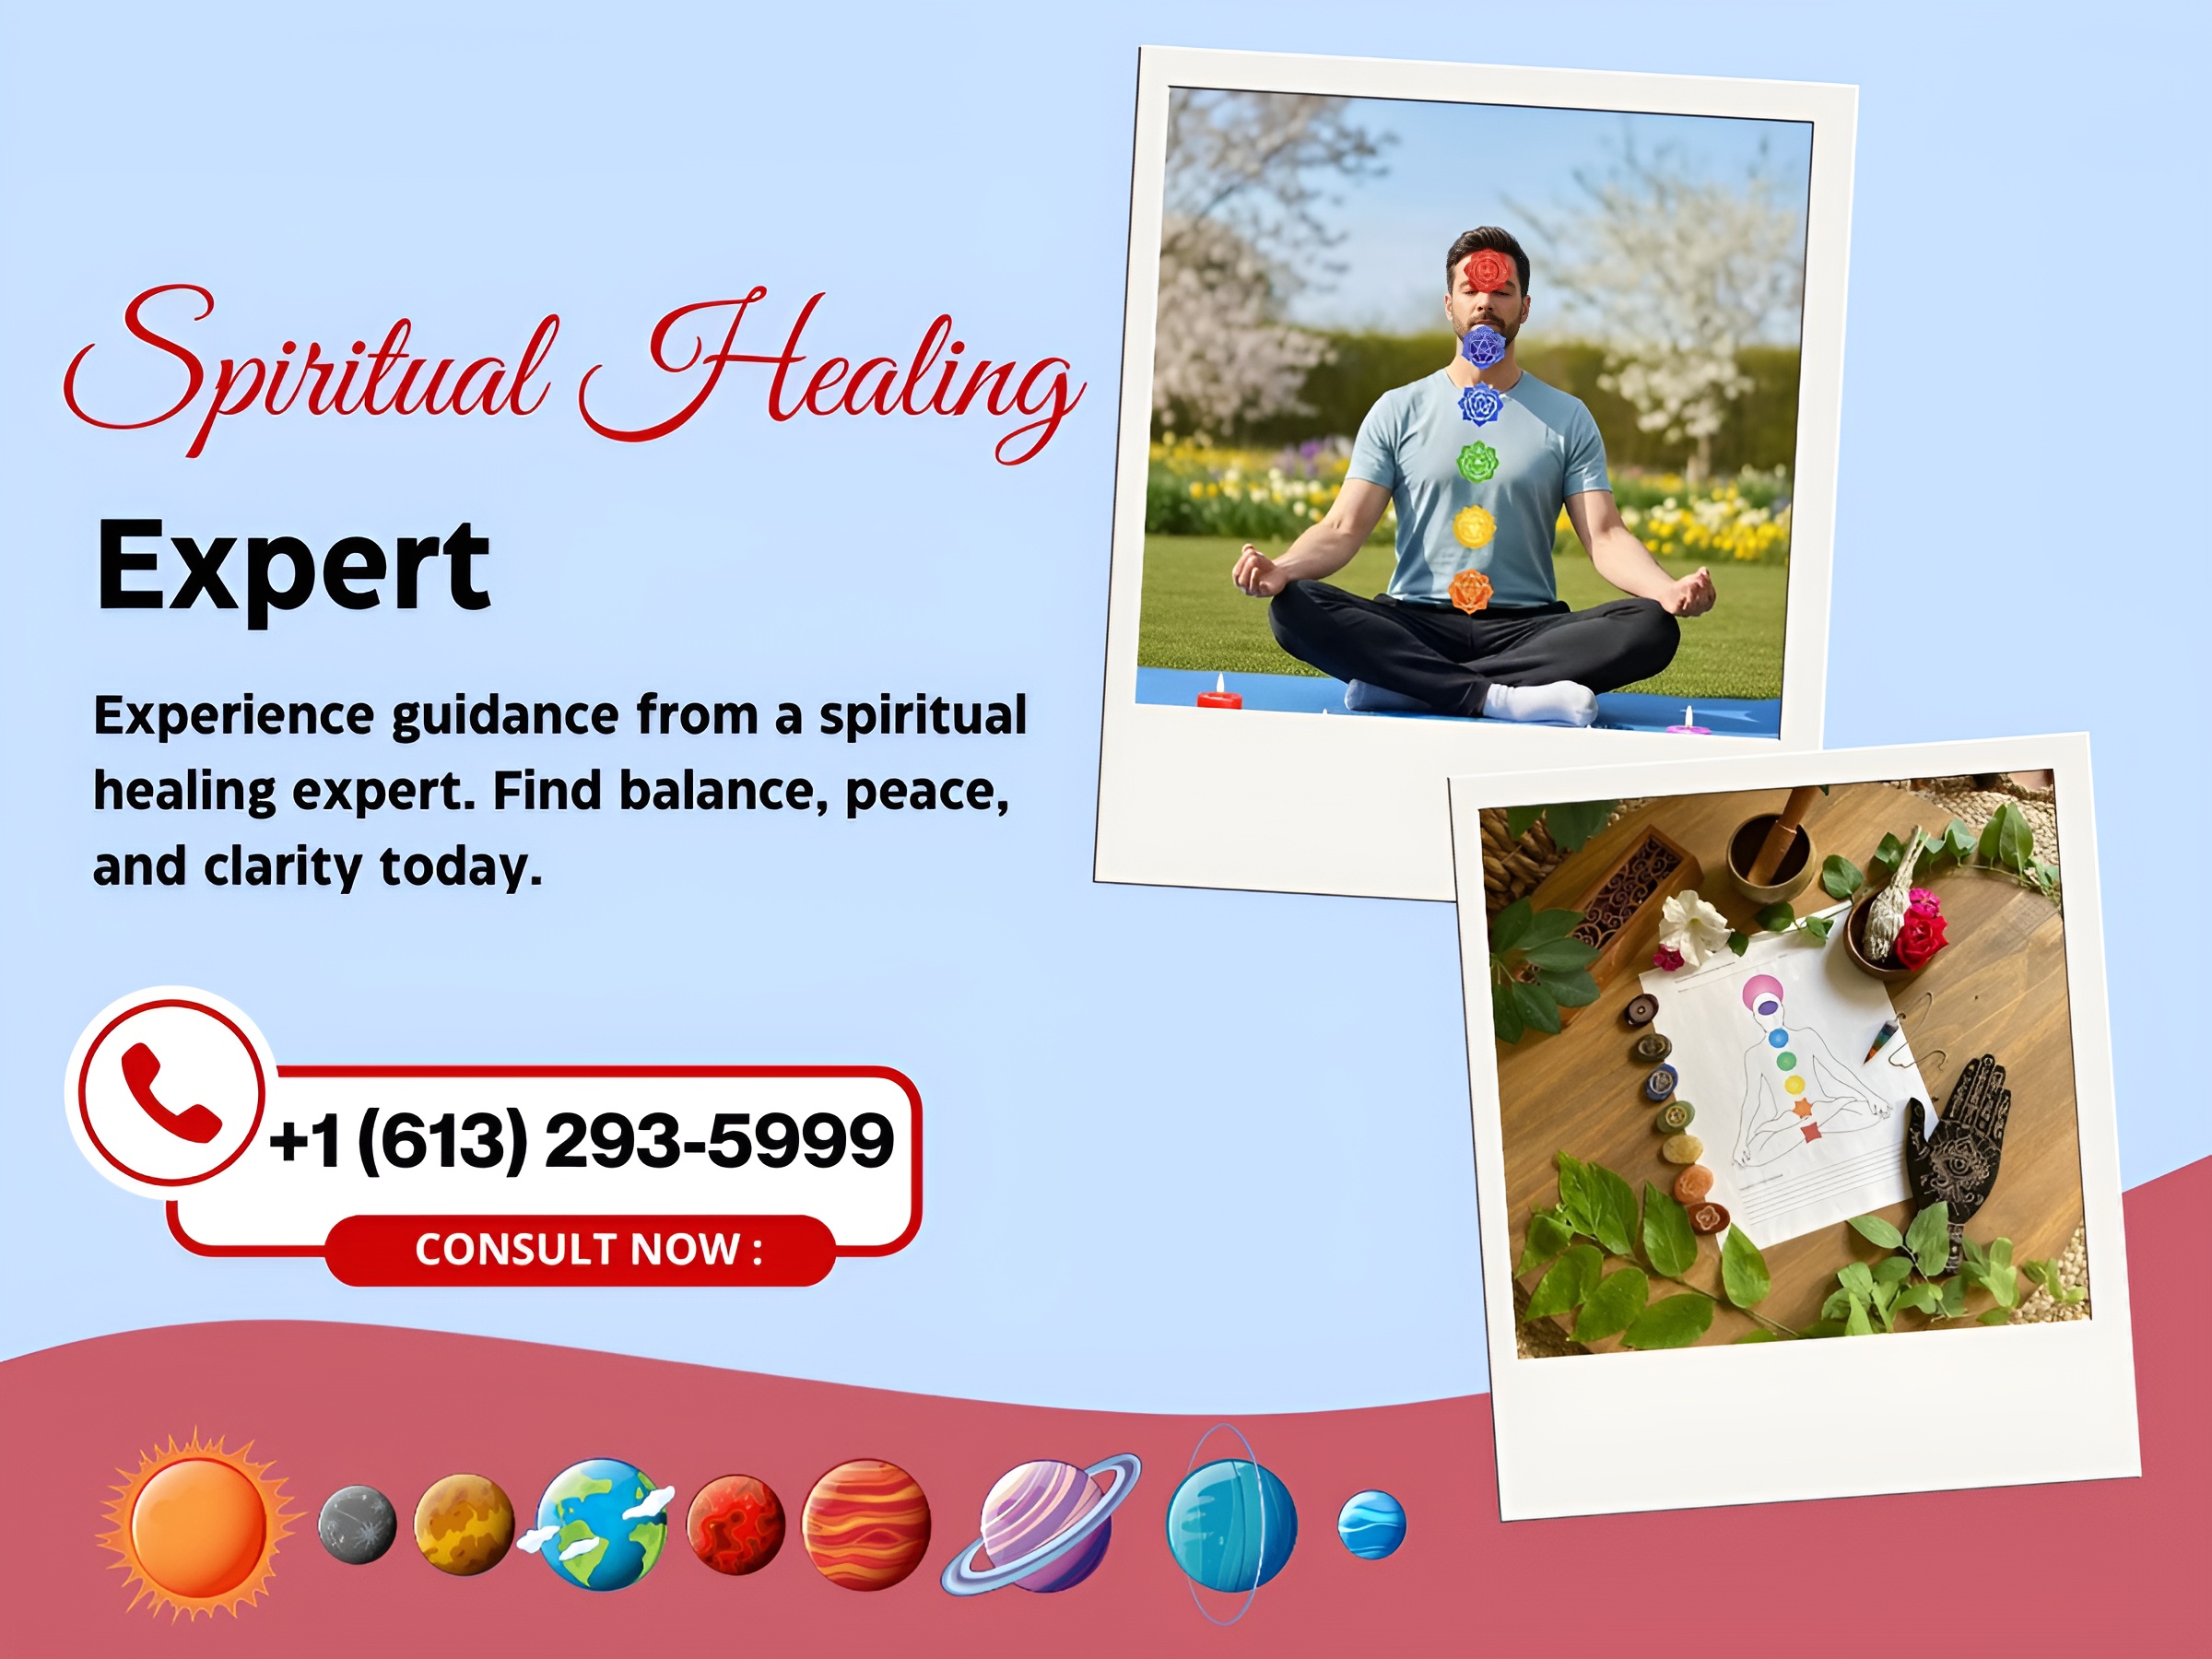 Spiritual Healing
Expert
Experience guidance from a spiritual
healing expert. Find balance, peace,
and clarity today.
+1 (613) 293-5999
CONSULT NOW :